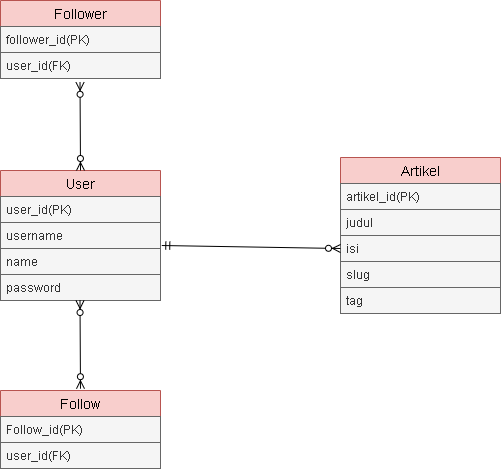 Follower
follower_id(PK)
user_id(FK)
User
user_id(PK)
username
name
password
Artikel
artikel_id(PK)
judul
isi
slug
tag
Follow
Follow_id(PK)
user_id(FK)